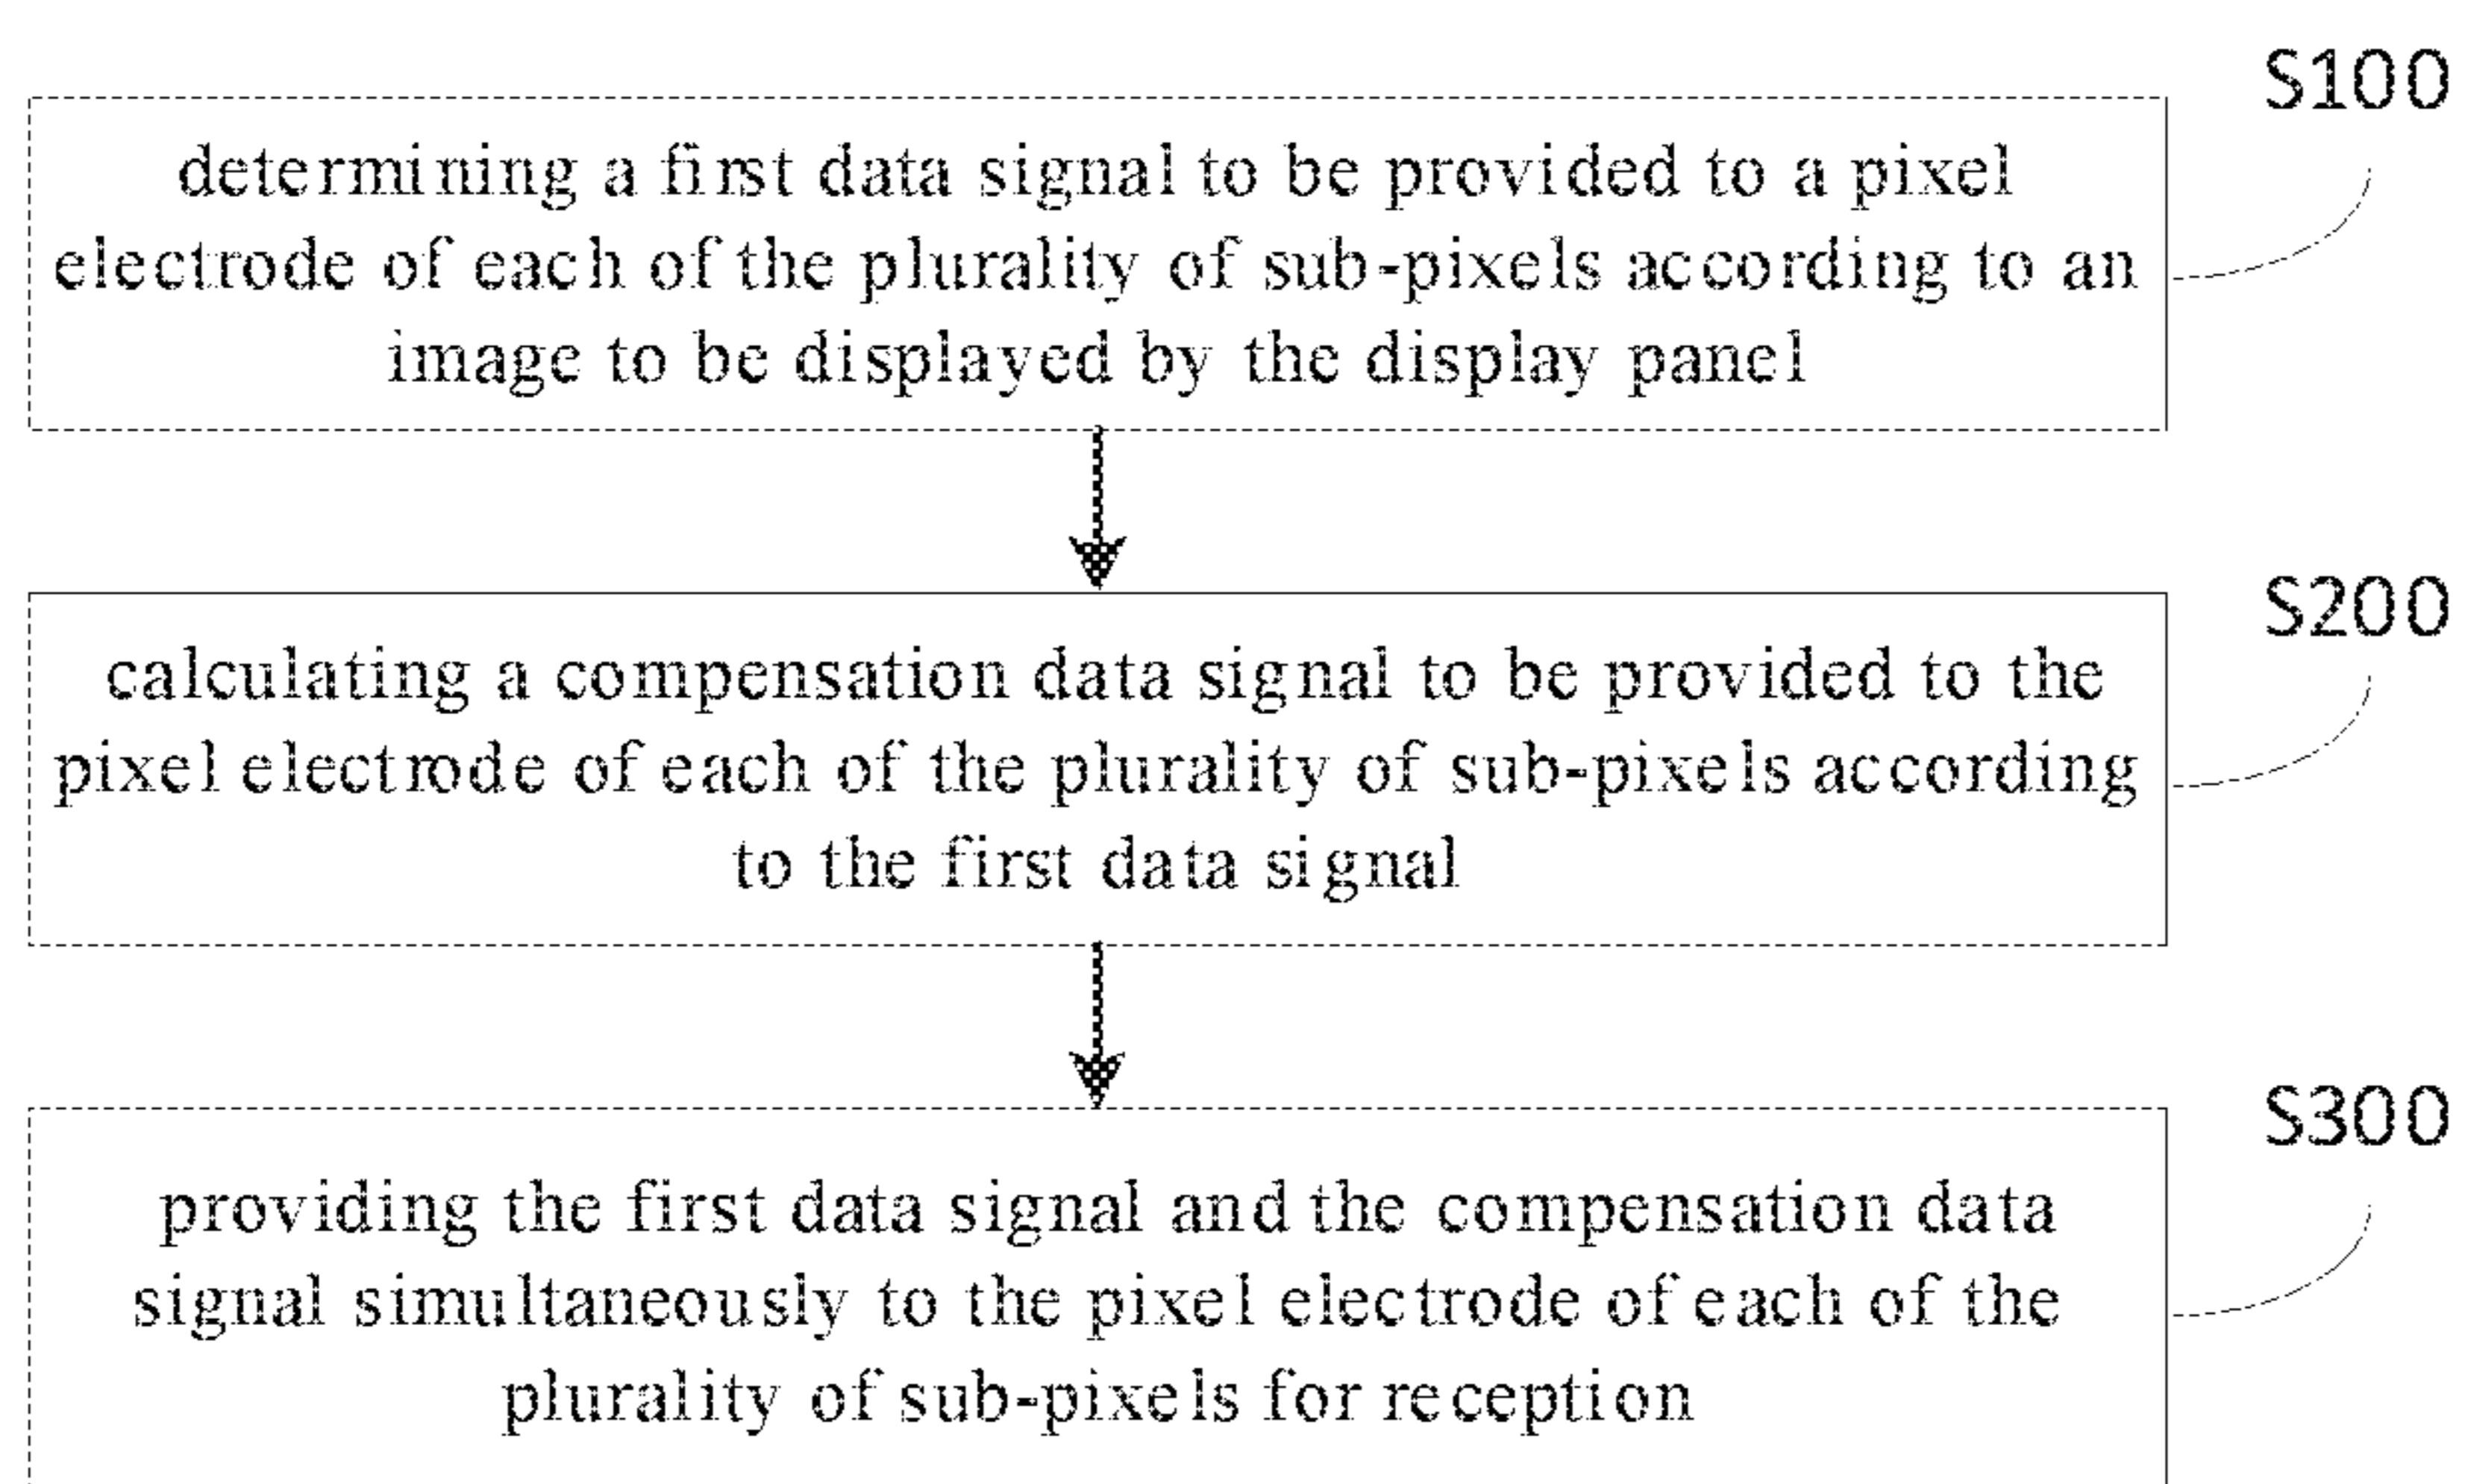 S100
determining a first data signal to be provided to a pixel
electrode of each of the plurality of sub-pixels according to an
image to be displayed by the display panel
S200
calculating a compensation data signal to be provided to the
pixel electrode of each of the plurality of sub-pixels according
to the first data signal
S300
providing the first data signal and the compensation data
signal simultaneously to the pixel electrode of each of the
plurality of sub-pixels for reception